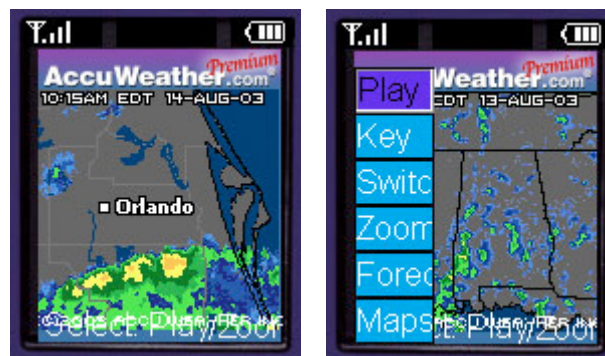 Premium
AccuWeather.com
10:15AM EDT 14-AUG-03
Orlando
Select: Play/Zoor
Premium
Weather.com
EDT 13-AUG-03
Play
Key
Switc
Zoom
Forec
Maps